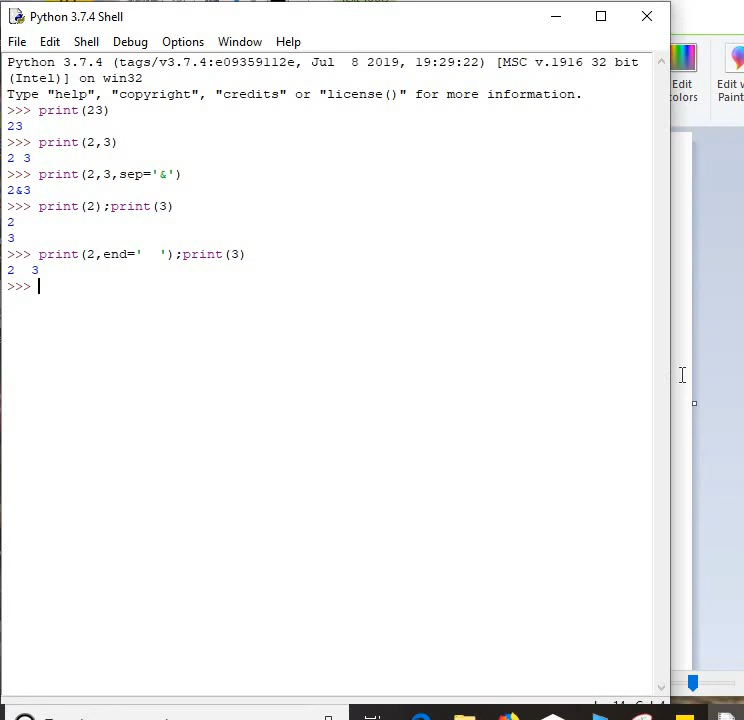 Python 3.7.4 Shell
File Edit Shell Debug Options Window Help
Python 3.7.4 (tags/v3.7.4:e09359112e, Jul  8 2019, 19:29:22) [MSC v.1916 32 bit
(Intel)] on win32
Type "help", "copyright", "credits" or "license()" for more information.
>>> print(23)
23
>>> print(2,3)
2 3
>>> print(2,3,sep='&')
2&3
>>> print(2);print(3)
2
3
>>> print(2,end='  ');print(3)
2  3
>>>
Edit
colors
Edit w
Paint